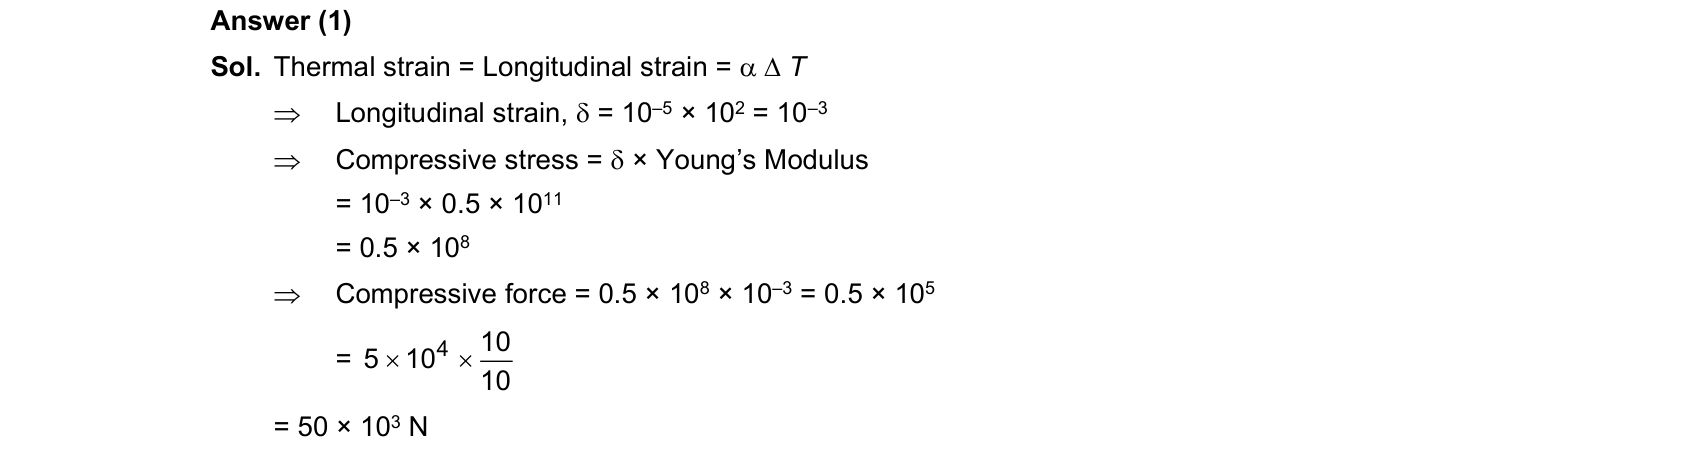 Answer (1)
Sol. Thermal strain = Longitudinal strain = α Δ T
⇒ Longitudinal strain, δ = 10⁻⁵ × 10² = 10⁻³
⇒ Compressive stress = δ × Young’s Modulus
= 10⁻³ × 0.5 × 10¹¹
= 0.5 × 10⁸
⇒ Compressive force = 0.5 × 10⁸ × 10⁻³ = 0.5 × 10⁵
= 5 × 10⁴ × 10/10
= 50 × 10³ N